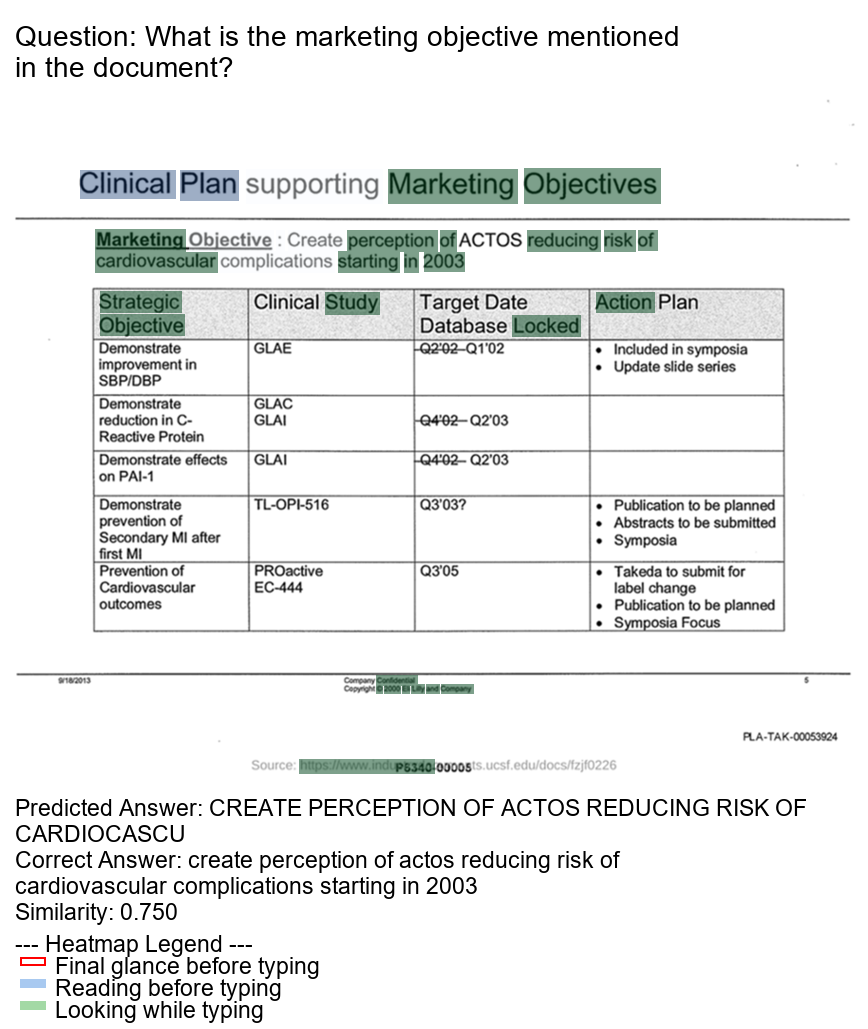 Question: What is the marketing objective mentioned
in the document?
Clinical Plan supporting Marketing Objectives
Marketing Objective : Create perception of ACTOS reducing risk of
cardiovascular complications starting in 2003
Strategic Objective Clinical Study Target Date Database Locked Action Plan
Demonstrate improvement in SBP/DBP GLAE Q2'02 Q1'02 • Included in symposia
• Update slide series
Demonstrate reduction in C-Reactive Protein GLAC
GLAI Q4'02 Q2'03
Demonstrate effects on PAI-1 GLAI Q4'02 Q2'03
Demonstrate prevention of Secondary MI after first MI TL-OPI-516 Q3'03? • Publication to be planned
• Abstracts to be submitted
• Symposia
Prevention of Cardiovascular outcomes PROactive
EC-444 Q3'05 • Takeda to submit for label change
• Publication to be planned
• Symposia Focus
9/18/2013 Company Confidential 5
Copyright © 2000 Eli Lilly and Company
PLA-TAK-00053924
Source: https://www.indu ts.ucsf.edu/docs/fzjf0226
P5340-00005
Predicted Answer: CREATE PERCEPTION OF ACTOS REDUCING RISK OF
CARDIOCASCU
Correct Answer: create perception of actos reducing risk of
cardiovascular complications starting in 2003
Similarity: 0.750
--- Heatmap Legend ---
Final glance before typing
Reading before typing
Looking while typing